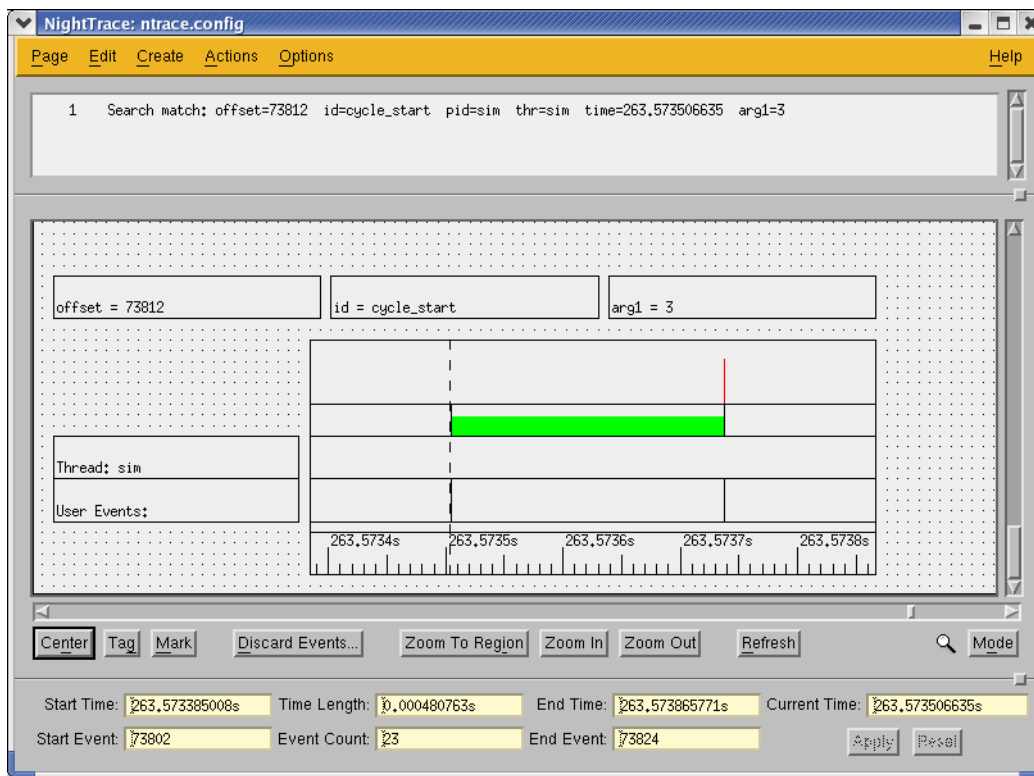 NightTrace: ntrace.config
Page Edit Create Actions Options Help
1 Search match: offset=73812 id=cycle_start pid=sim thr=sim time=263.573506635 arg1=3
offset = 73812 id = cycle_start arg1 = 3
Thread: sim
User Events:
263.5734s 263.5735s 263.5736s 263.5737s 263.5738s
Center Tag Mark Discard Events... Zoom To Region Zoom In Zoom Out Refresh Mode
Start Time: 263.573385008s Time Length: 0.000480763s End Time: 263.573865771s Current Time: 263.573506635s
Start Event: 73802 Event Count: 23 End Event: 73824 Apply Reset